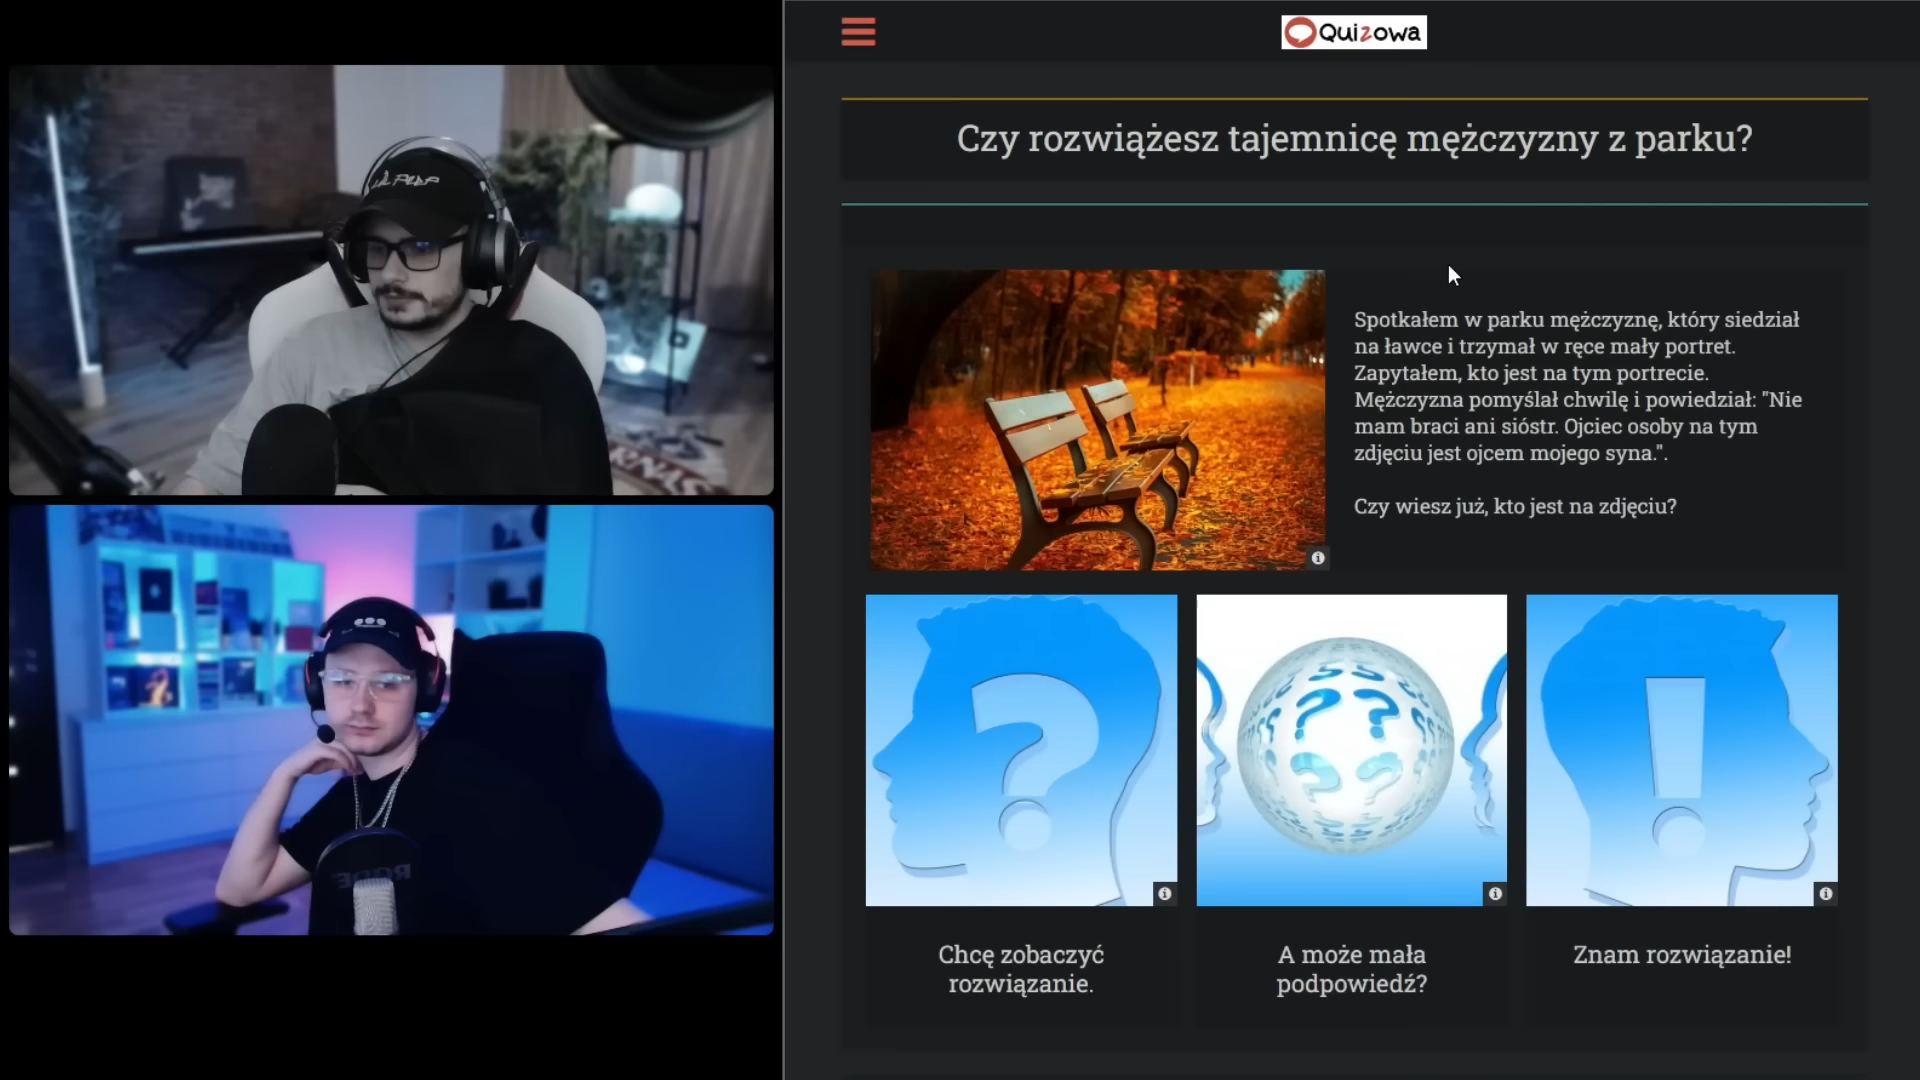 Quizowa
Czy rozwiążesz tajemnicę mężczyzny z parku?
Spotkałem w parku mężczyznę, który siedział
na ławce i trzymał w ręce mały portret.
Zapytałem, kto jest na tym portrecie.
Mężczyzna pomyślał chwilę i powiedział: "Nie
mam braci ani sióstr. Ojciec osoby na tym
zdjęciu jest ojcem mojego syna.".
Czy wiesz już, kto jest na zdjęciu?
Chcę zobaczyć
rozwiązanie.
A może mała
podpowiedź?
Znam rozwiązanie!
RODE